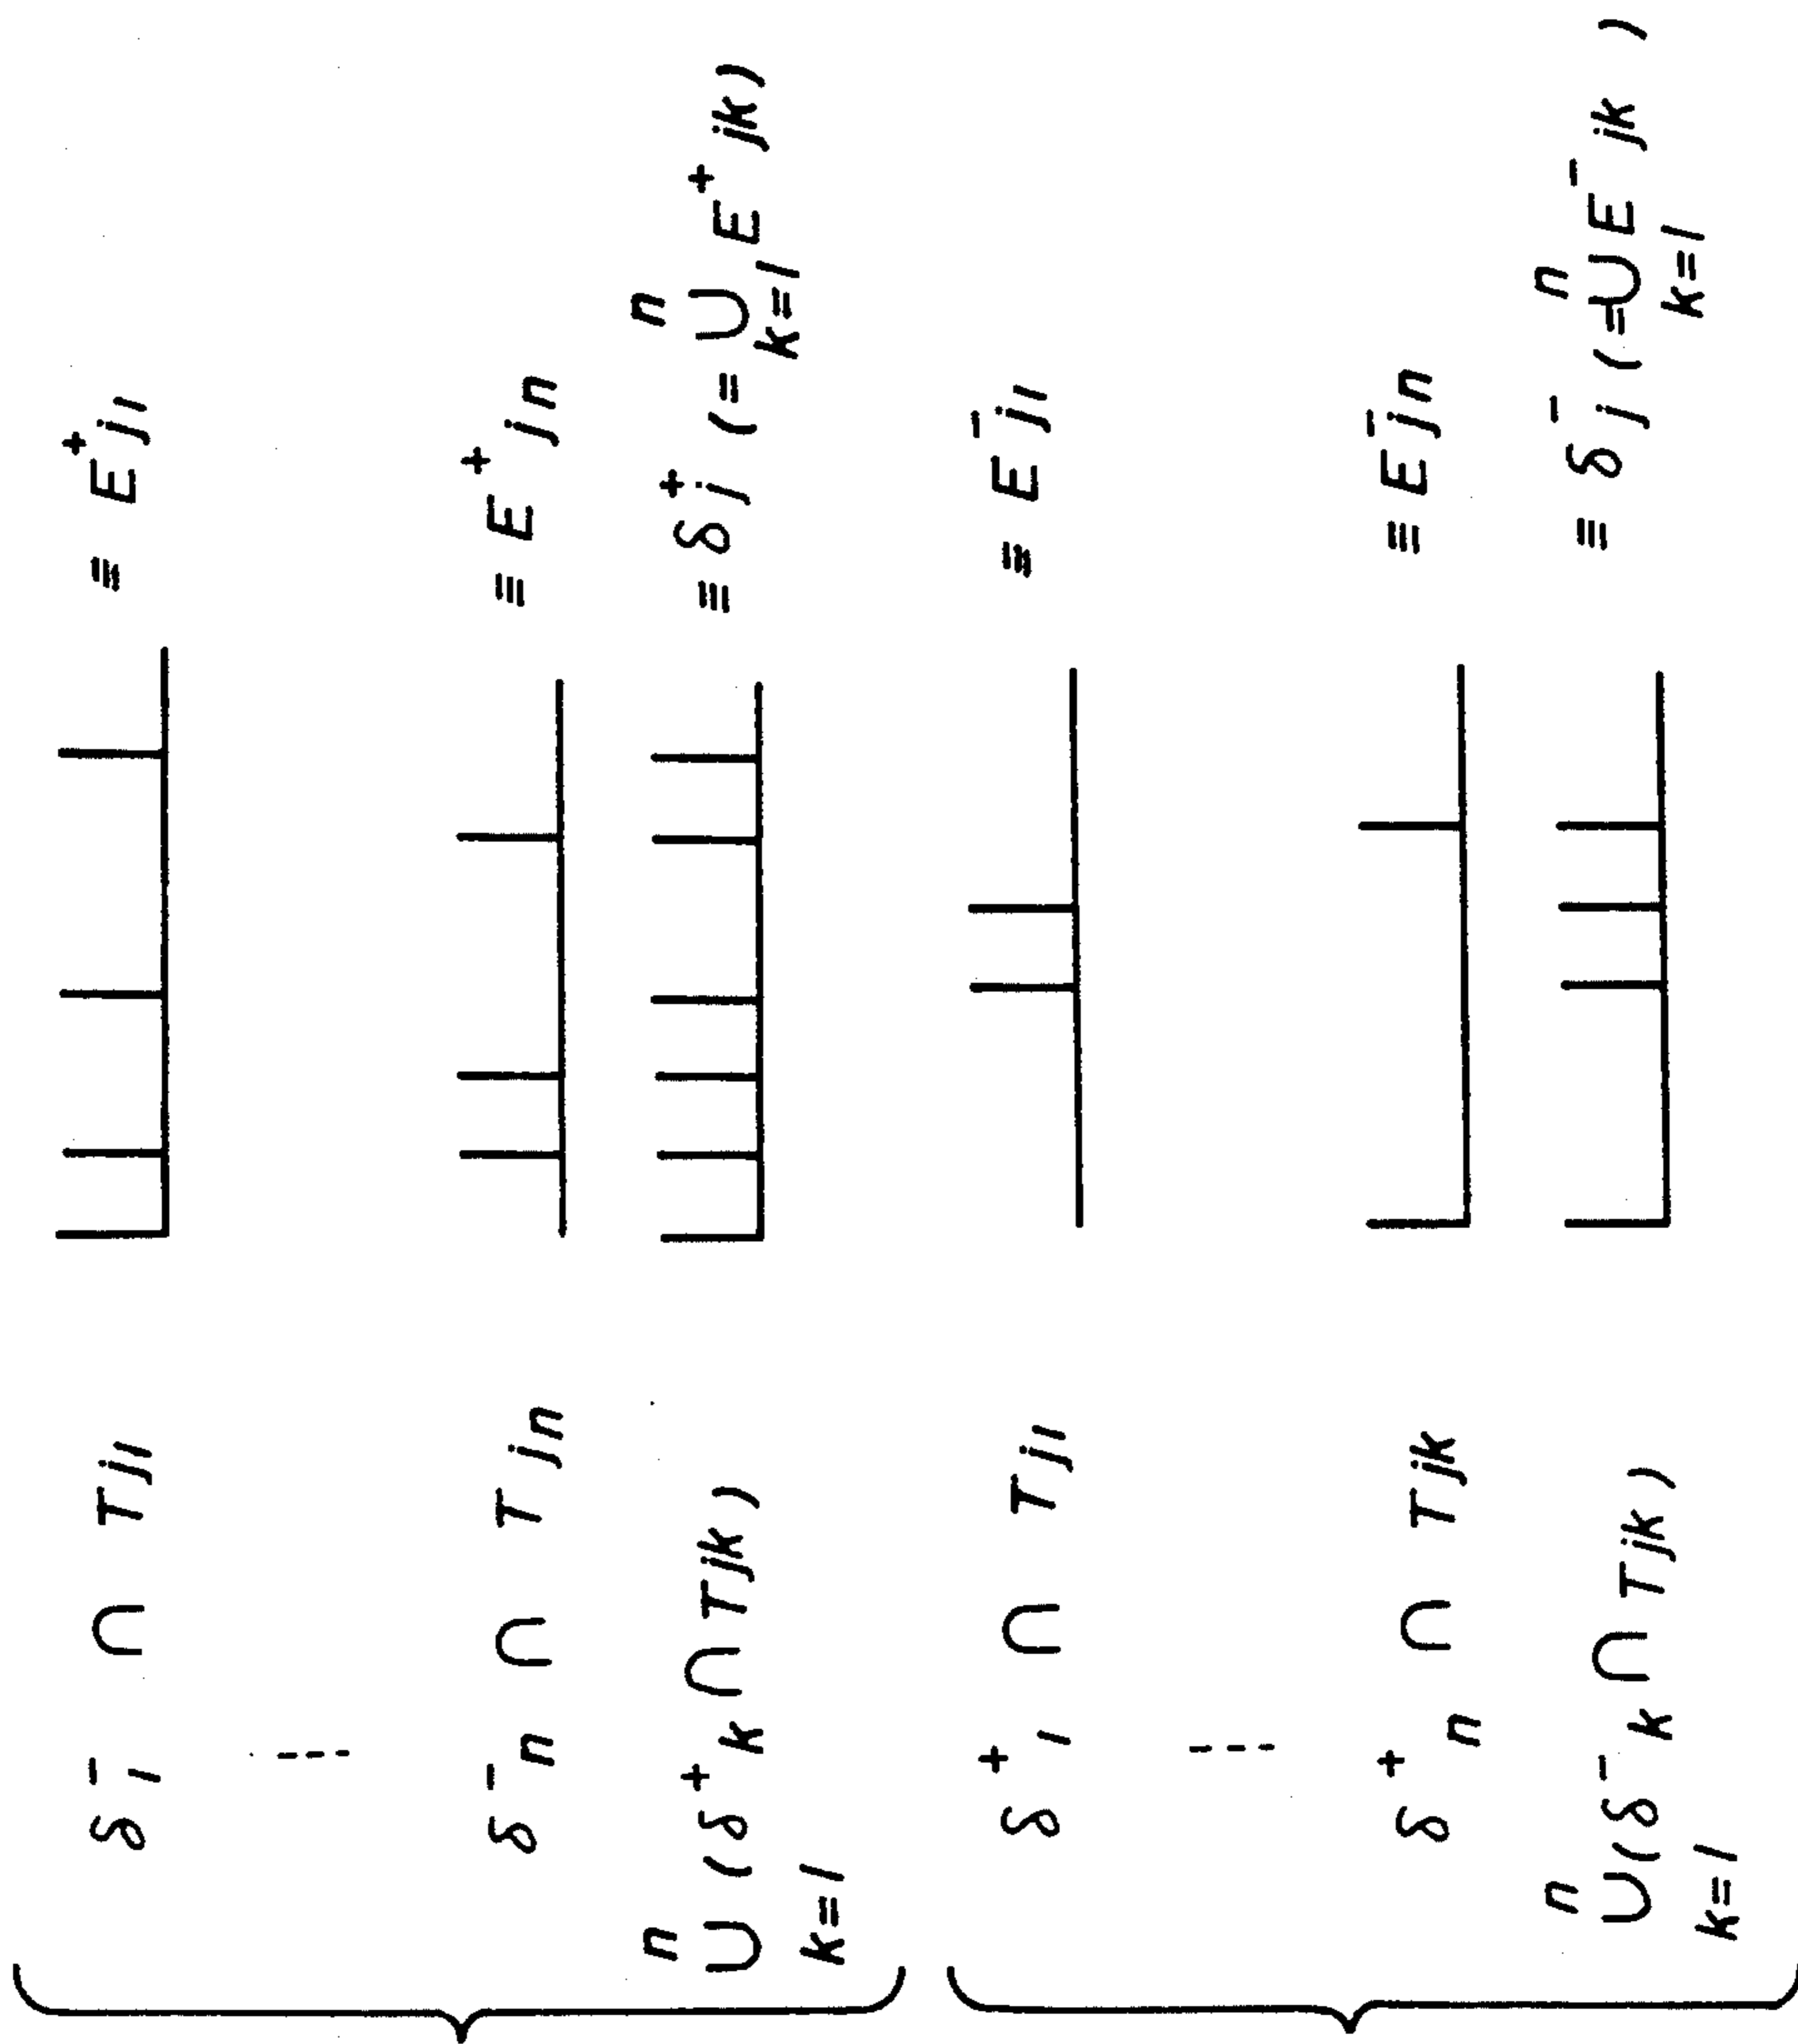 δ⁻₁ ∩ Tj1 ≡ E⁺j1
δ⁻n ∩ Tjn ≡ E⁺jn
n n
∪(δ⁺k ∩ Tjk) ≡ δ⁺j (= ∪ E⁺jk)
k=1 k=1
δ⁺₁ ∩ Tj1 ≡ E⁻j1
δ⁺n ∩ Tjk ≡ E⁻jn
n n
∪(δ⁻k ∩ Tjk) ≡ δ⁻j (= ∪ E⁻jk)
k=1 k=1